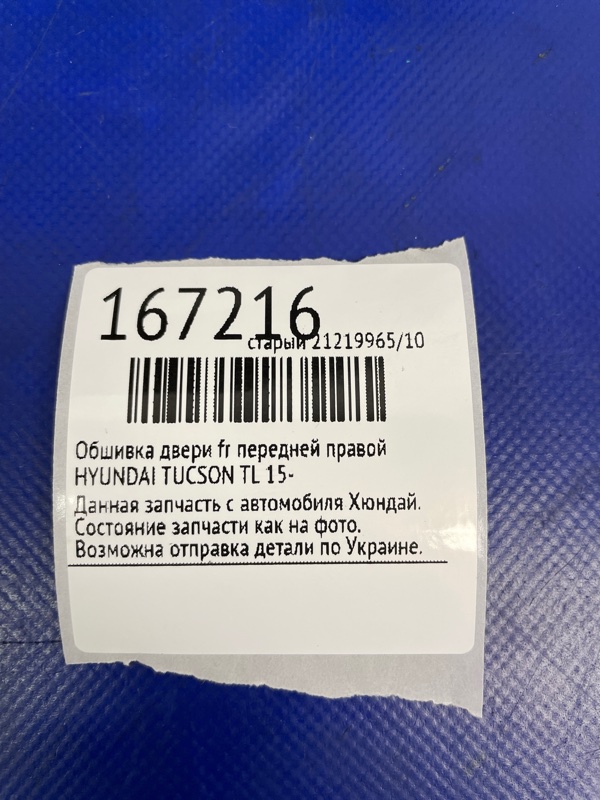 167216
старый 21219965/10
Обшивка двери fr передней правой
HYUNDAI TUCSON TL 15-
Данная запчасть с автомобиля Хюндай.
Состояние запчасти как на фото.
Возможна отправка детали по Украине.